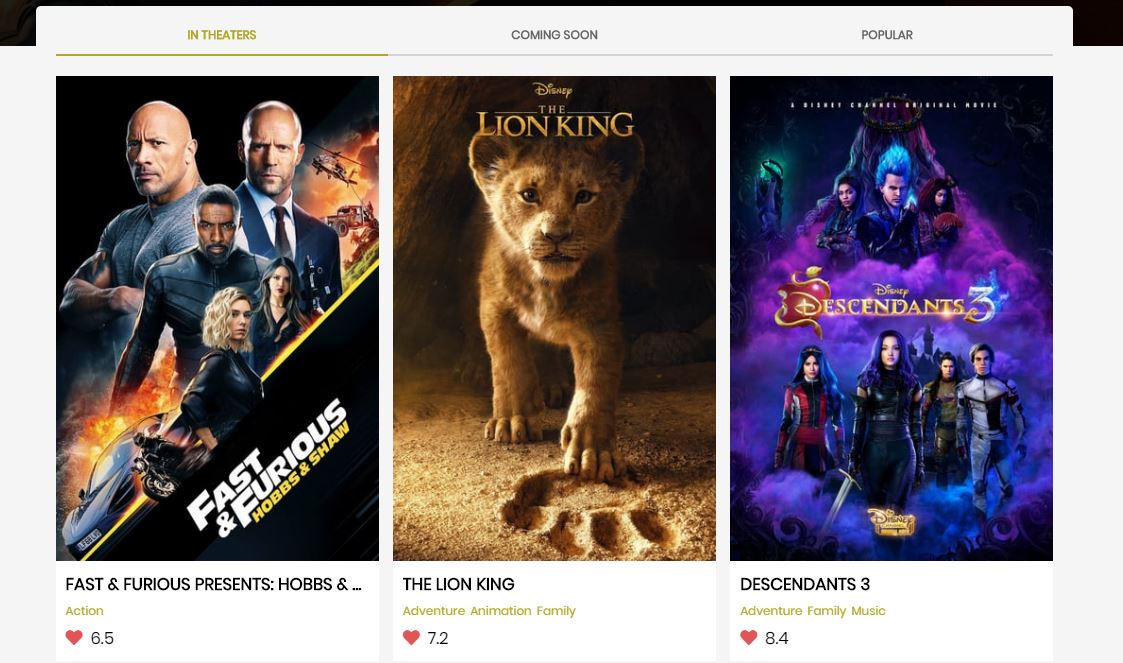 IN THEATERS
COMING SOON
POPULAR
FAST
& FURIOUS
HOBBS & SHAW
FAST & FURIOUS PRESENTS: HOBBS & ...
Action
6.5
Disney
THE
LION KING
THE LION KING
Adventure Animation Family
7.2
A DISNEY CHANNEL ORIGINAL MOVIE
Disney
DESCENDANTS 3
Disney
DESCENDANTS 3
Adventure Family Music
8.4